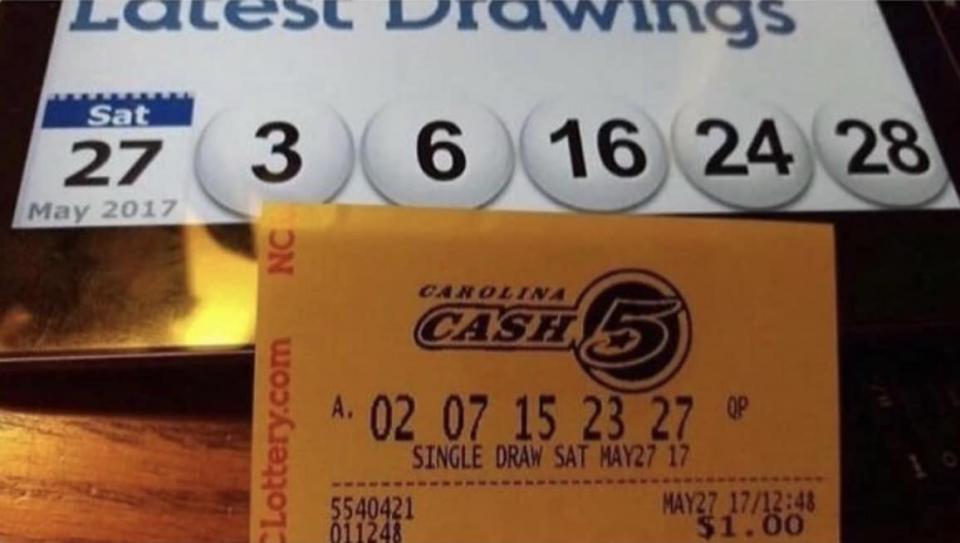 Latest Drawings
Sat
27
May 2017
3 6 16 24 28
NC
CLottery.com
CAROLINA
CASH 5
A. 02 07 15 23 27 QP
SINGLE DRAW SAT MAY27 17
5540421 MAY27 17/12:48
011248 $1.00